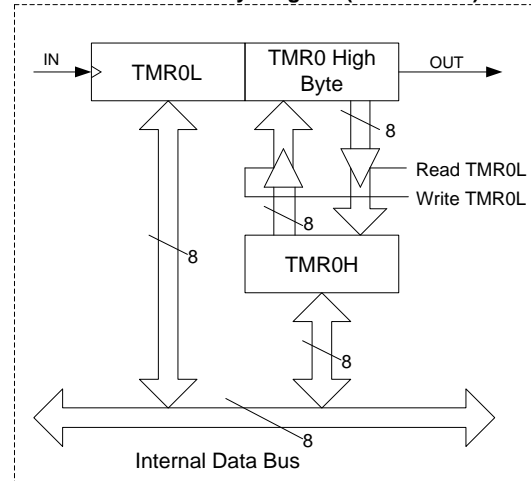 IN
TMR0L
TMR0 High
Byte
OUT
8
Read TMR0L
Write TMR0L
8
8
TMR0H
8
8
Internal Data Bus